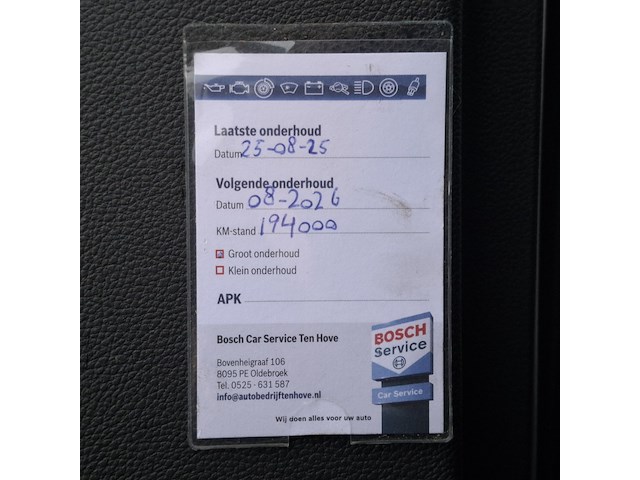 Laatste onderhoud
Datum 25-08-25
Volgende onderhoud
Datum 08-2026
KM-stand 194000
Groot onderhoud
Klein onderhoud
APK
Bosch Car Service Ten Hove
Bovenheigraaf 106
8095 PE Oldebroek
Tel. 0525 - 631 587
info@autobedrijftenhove.nl
BOSCH
Service
Car Service
Wij doen alles voor uw auto